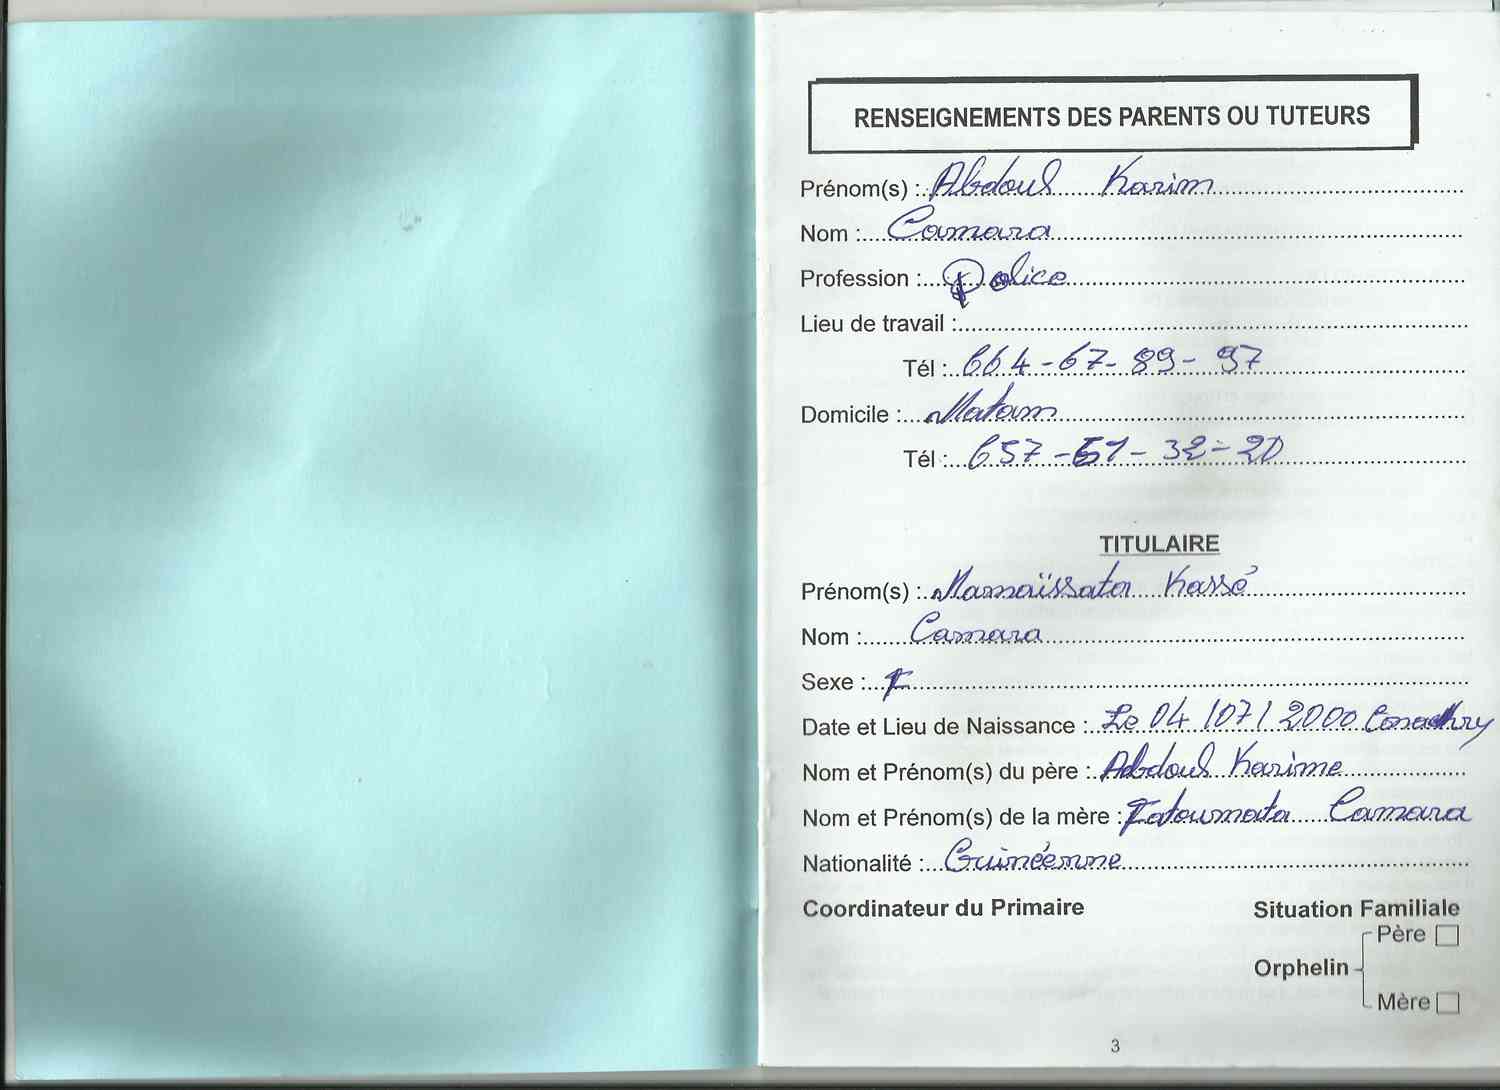 RENSEIGNEMENTS DES PARENTS OU TUTEURS
Prénom(s) : Abdoul Karim
Nom : Camara
Profession : Police
Lieu de travail :
Tél : 664-67-89-97
Domicile : Matam
Tél : 657-51-32-20
TITULAIRE
Prénom(s) : Mamaïssata Kassé
Nom : Camara
Sexe : F
Date et Lieu de Naissance : Le 04/07/2000 Conakry
Nom et Prénom(s) du père : Abdoul Karime
Nom et Prénom(s) de la mère : Fatoumata Camara
Nationalité : Guinéenne
Coordinateur du Primaire Situation Familiale
Père
Orphelin
Mère
3